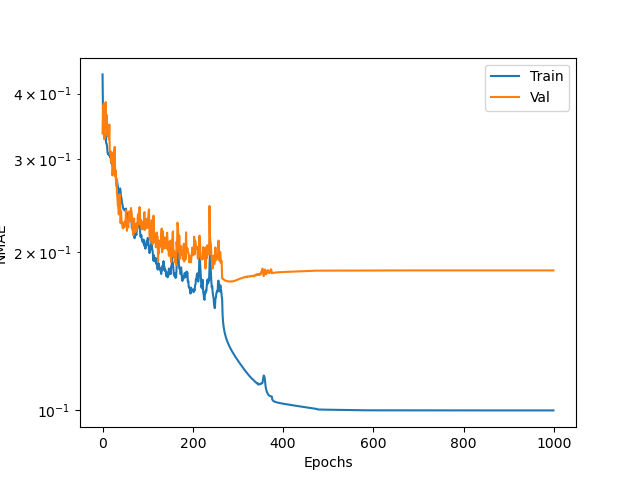 Train
Val
4 × 10⁻¹
3 × 10⁻¹
2 × 10⁻¹
10⁻¹
NMAE
0 200 400 600 800 1000
Epochs